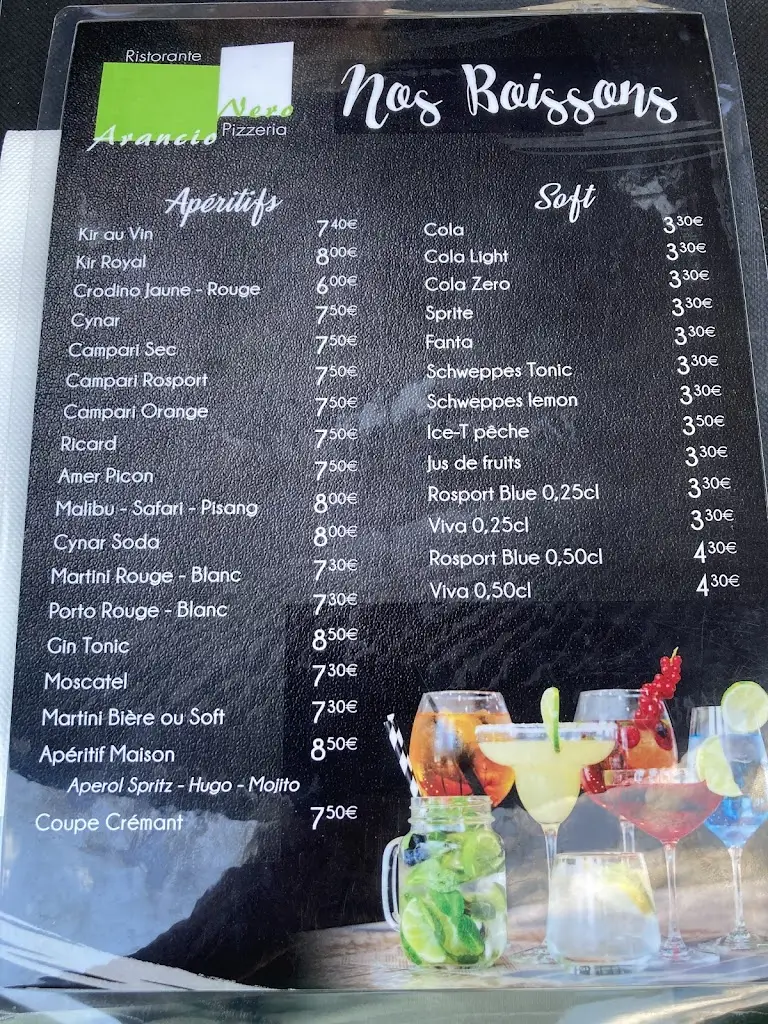 Ristorante
Arancio Nero
Pizzeria
Nos Boissons
Apéritifs
Kir au Vin 7 40€
Kir Royal 8 00€
Crodino Jaune - Rouge 6 00€
Cynar 7 50€
Campari Sec 7 50€
Campari Rosport 7 50€
Campari Orange 7 50€
Ricard 7 50€
Amer Picon 7 50€
Malibu - Safari - Pisang 8 00€
Cynar Soda 8 00€
Martini Rouge - Blanc 7 30€
Porto Rouge - Blanc 7 30€
Gin Tonic 8 50€
Moscatel 7 30€
Martini Bière ou Soft 7 30€
Apéritif Maison 8 50€
Aperol Spritz - Hugo - Mojito
Coupe Crémant 7 50€
Soft
Cola 3 30€
Cola Light 3 30€
Cola Zero 3 30€
Sprite 3 30€
Fanta 3 30€
Schweppes Tonic 3 30€
Schweppes lemon 3 30€
Ice-T pêche 3 50€
Jus de fruits 3 30€
Rosport Blue 0,25cl 3 30€
Viva 0,25cl 3 30€
Rosport Blue 0,50cl 4 30€
Viva 0,50cl 4 30€